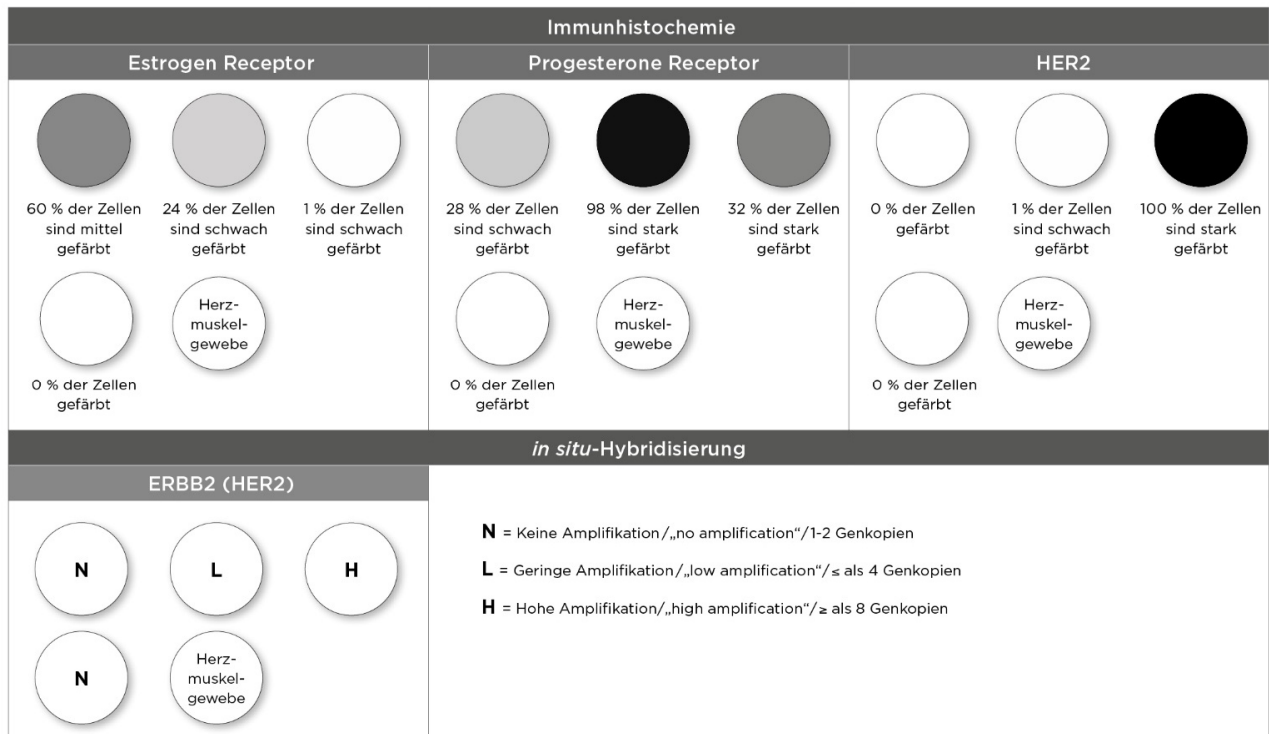 Immunhistochemie
Estrogen Receptor
Progesterone Receptor
HER2
60 % der Zellen
sind mittel
gefärbt
24 % der Zellen
sind schwach
gefärbt
1 % der Zellen
sind schwach
gefärbt
28 % der Zellen
sind schwach
gefärbt
98 % der Zellen
sind stark
gefärbt
32 % der Zellen
sind stark
gefärbt
0 % der Zellen
gefärbt
1 % der Zellen
sind schwach
gefärbt
100 % der Zellen
sind stark
gefärbt
0 % der Zellen
gefärbt
Herz-
muskel-
gewebe
0 % der Zellen
gefärbt
Herz-
muskel-
gewebe
0 % der Zellen
gefärbt
Herz-
muskel-
gewebe
in situ-Hybridisierung
ERBB2 (HER2)
N
L
H
N
Herz-
muskel-
gewebe
N = Keine Amplifikation/„no amplification“/1-2 Genkopien
L = Geringe Amplifikation/„low amplification“/≤ als 4 Genkopien
H = Hohe Amplifikation/„high amplification“/≥ als 8 Genkopien